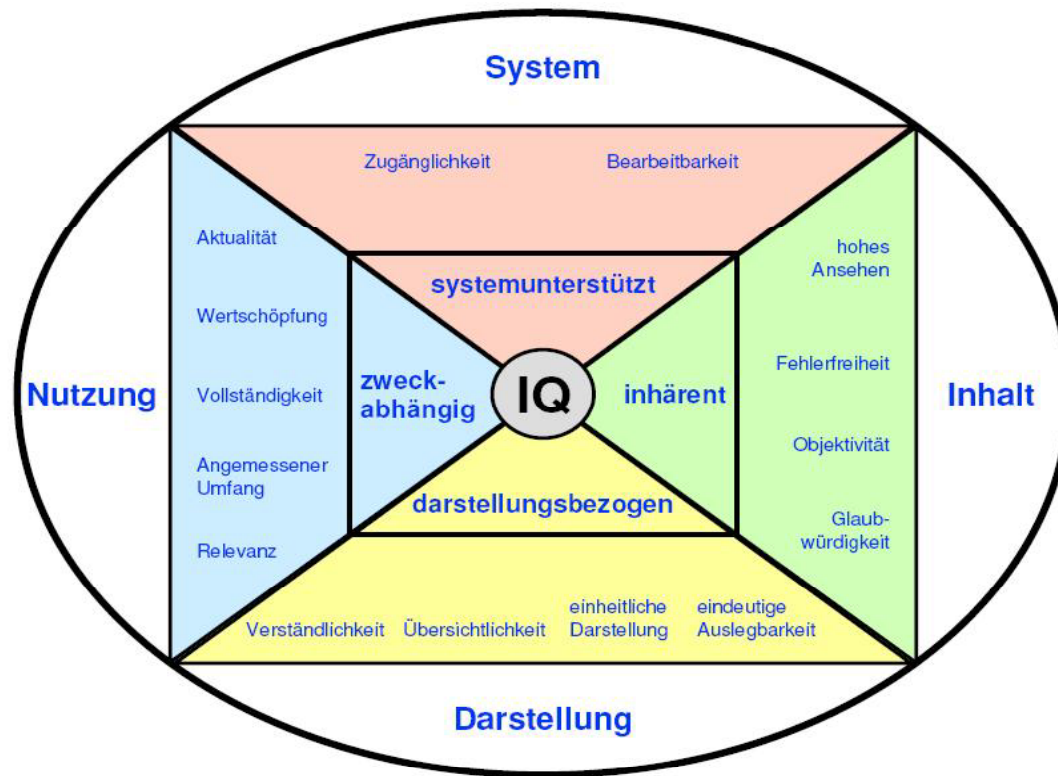 System
Zugänglichkeit
Bearbeitbarkeit
Aktualität
Wertschöpfung
Vollständigkeit
Angemessener
Umfang
Relevanz
hohes
Ansehen
Fehlerfreiheit
Objektivität
Glaub-
würdigkeit
systemunterstützt
Nutzung
zweck-
abhängig
IQ
inhärent
Inhalt
darstellungsbezogen
Verständlichkeit
Übersichtlichkeit
einheitliche
Darstellung
eindeutige
Auslegbarkeit
Darstellung